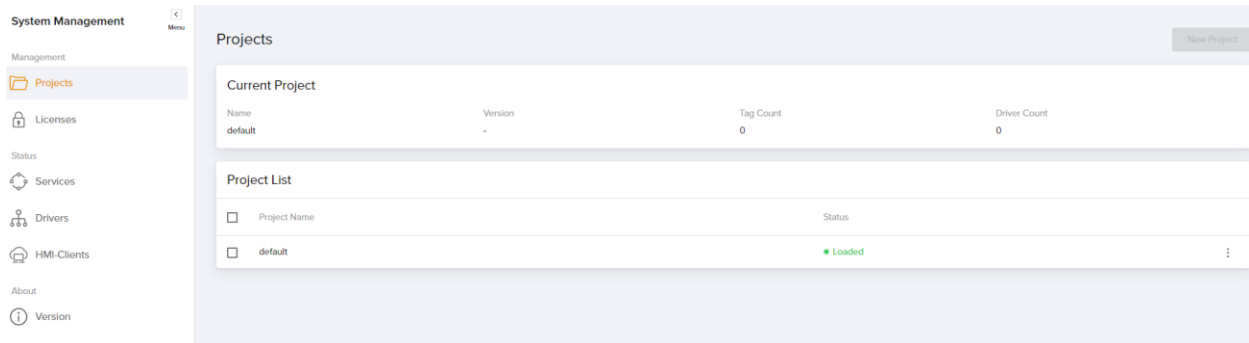 System Management
Menu
Management
Projects
Licenses
Status
Services
Drivers
HMI-Clients
About
Version
Projects
New Project
Current Project
Name Version Tag Count Driver Count
default - 0 0
Project List
Project Name Status
default Loaded